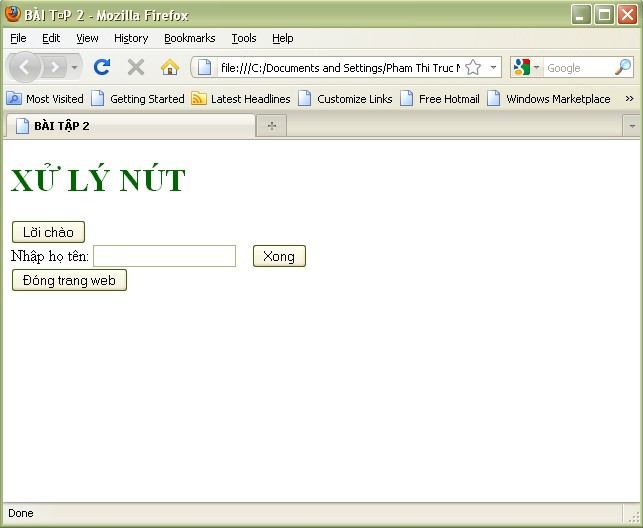 BÀI T¤P 2 - Mozilla Firefox
File Edit View History Bookmarks Tools Help
file:///C:/Documents and Settings/Pham Thi Truc M Google
Most Visited Getting Started Latest Headlines Customize Links Free Hotmail Windows Marketplace »
BÀI TẬP 2
XỬ LÝ NÚT
Lời chào
Nhập họ tên: Xong
Đóng trang web
Done